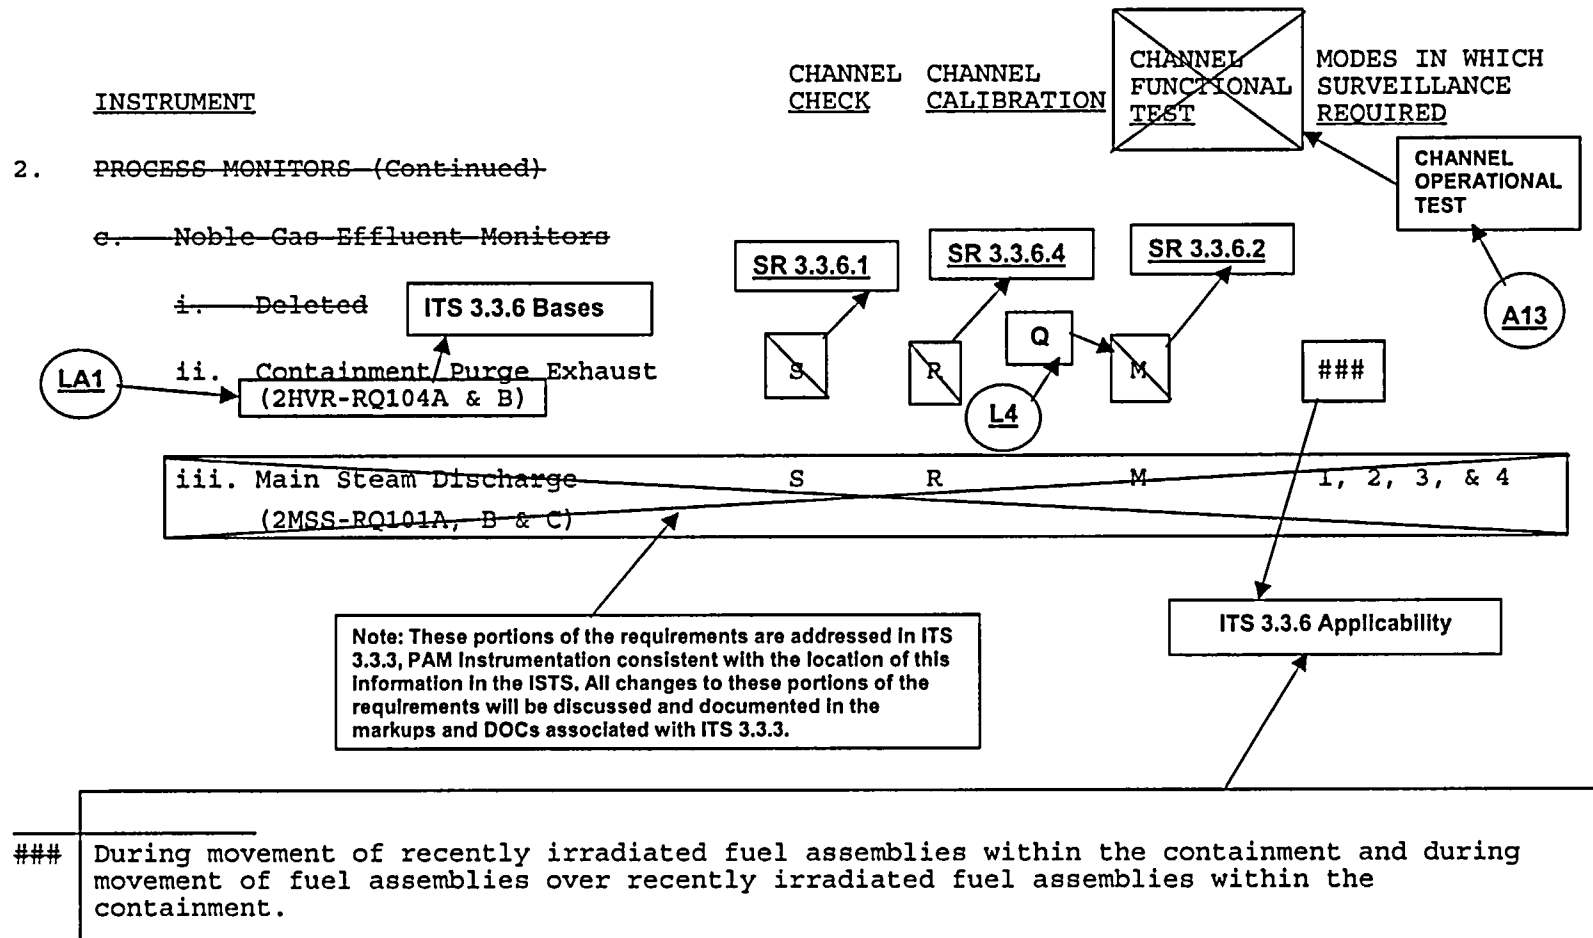 INSTRUMENT
CHANNEL
CHECK
CHANNEL
CALIBRATION
CHANNEL
FUNCTIONAL
TEST
MODES IN WHICH
SURVEILLANCE
REQUIRED
CHANNEL
OPERATIONAL
TEST
A13
2. PROCESS MONITORS (Continued)
c. Noble Gas Effluent Monitors
SR 3.3.6.1
SR 3.3.6.4
SR 3.3.6.2
i. Deleted
ITS 3.3.6 Bases
LA1
ii. Containment Purge Exhaust
(2HVR-RQ104A & B)
S
R
Q
L4
M
###
iii. Main Steam Discharge S R M 1, 2, 3, & 4
(2MSS-RQ101A, B & C)
Note: These portions of the requirements are addressed in ITS
3.3.3, PAM Instrumentation consistent with the location of this
information in the ISTS. All changes to these portions of the
requirements will be discussed and documented in the
markups and DOCs associated with ITS 3.3.3.
ITS 3.3.6 Applicability
### During movement of recently irradiated fuel assemblies within the containment and during
movement of fuel assemblies over recently irradiated fuel assemblies within the
containment.